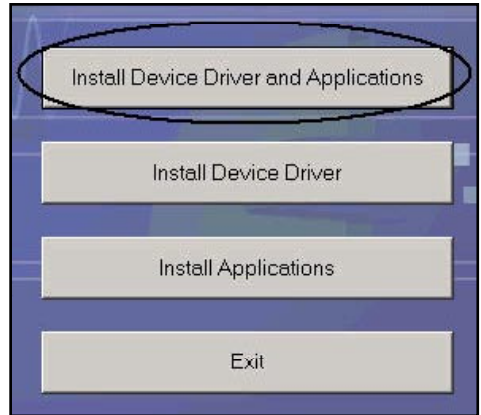 Install Device Driver and Applications
Install Device Driver
Install Applications
Exit